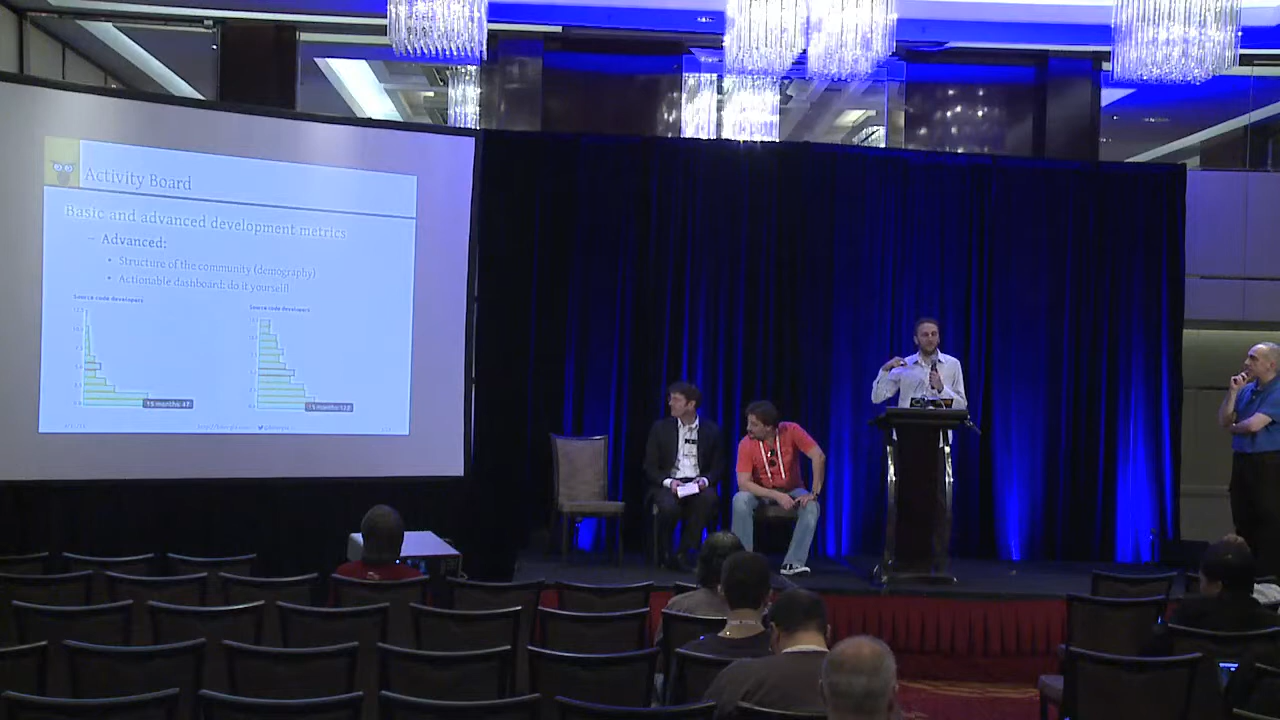 Activity Board
Basic and advanced development metrics
– Advanced:
• Structure of the community (demography)
• Actionable dashboard: do it yourself!
Source code developers
Source code developers